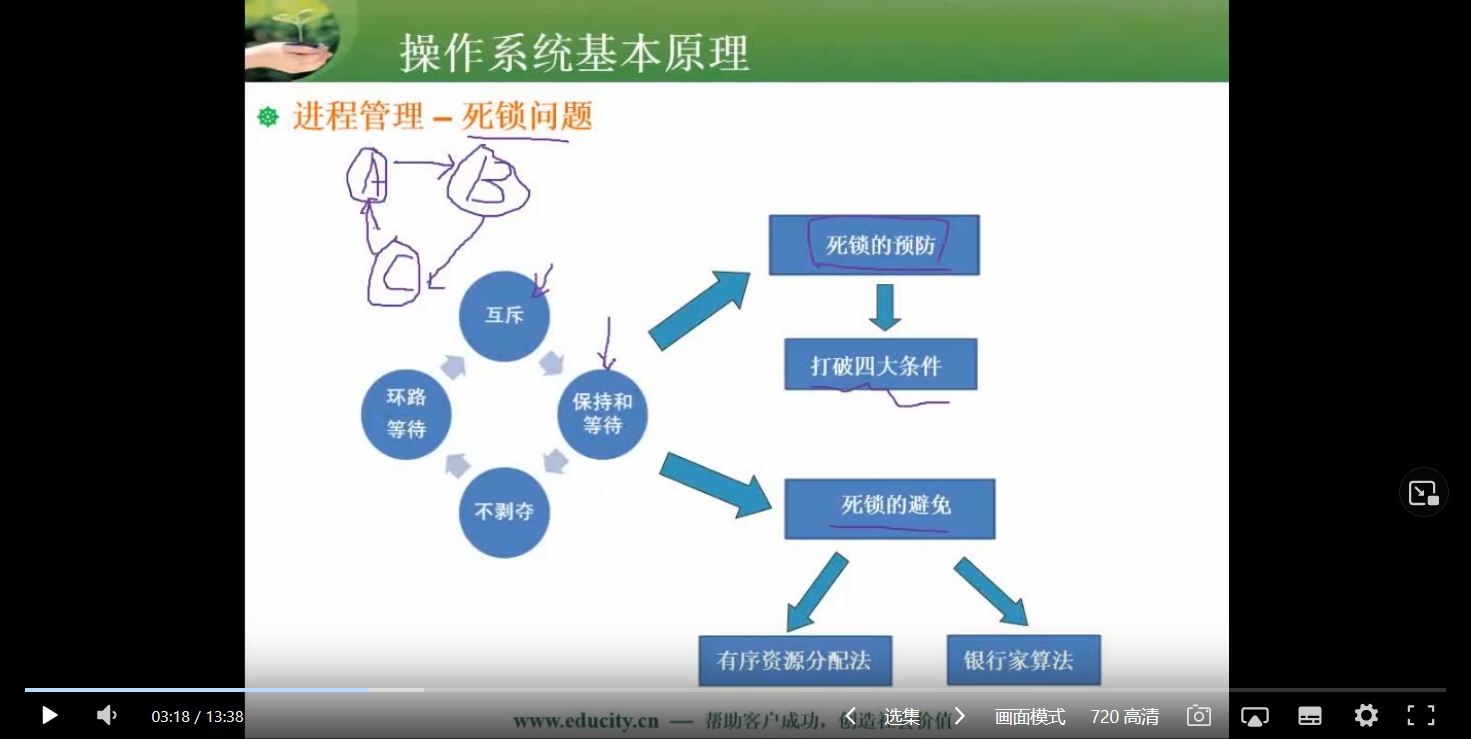 操作系统基本原理
进程管理 – 死锁问题
A
B
C
互斥
保持和
等待
不剥夺
环路
等待
死锁的预防
打破四大条件
死锁的避免
有序资源分配法
银行家算法
03:18 / 13:38
www.educity.cn — 帮助客户成功，创造社会价值
选集
画面模式
720 高清